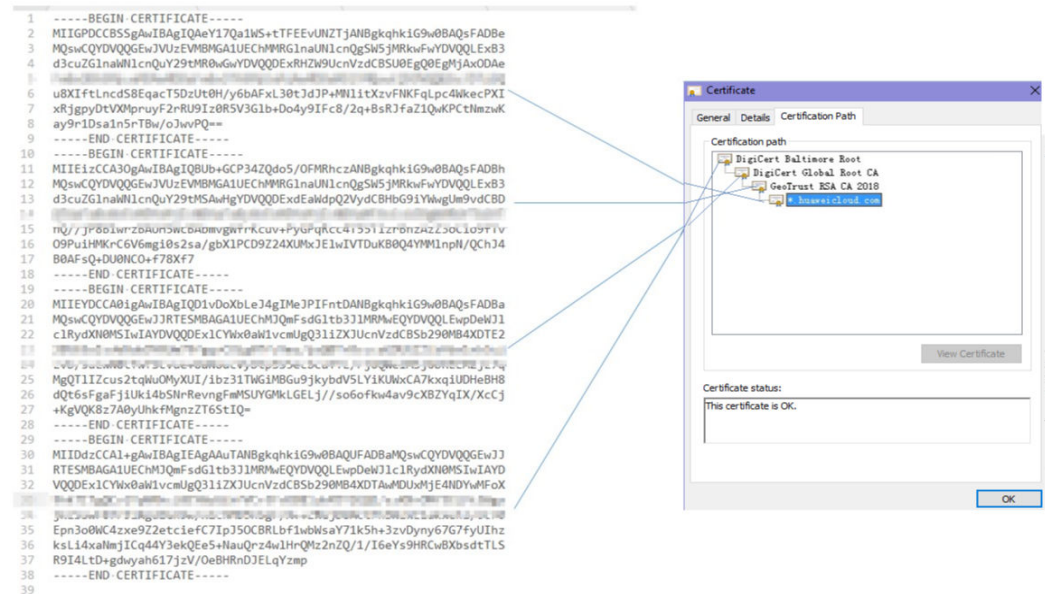 1 -----BEGIN CERTIFICATE-----
2 MIIGPDCCBSSgAwIBAgIQAeY17Qa1WS+tTFEEvUNZTjANBgkqhkiG9w0BAQsFADBe
3 MQswCQYDVQQGEwJVUzEVMBMGA1UEChMMRGlnaUNlcnQgSW5jMRkwFwYDVQQLExB3
4 d3cuZGlnaWNlcnQuY29tMR0wGwYDVQQDExRHZW9UcnVzdCBSU0EgQ0EgMjAxODAe
6 u8XIftLncdS8EqacT5DzUt0H/y6bAFxL30tJdJP+MNlitXzvFNKFqLpc4WkecPXI
7 xRjgpyDtVXMpruyF2rRU9Iz0R5V3Glb+Do4y9IFc8/2q+BsRJfaZ1QwKPCtNmzwK
8 ay9r1Dsa1n5rTBw/oJwvPQ==
9 -----END CERTIFICATE-----
10 -----BEGIN CERTIFICATE-----
11 MIIEizCCA3OgAwIBAgIQBUb+GCP34ZQdo5/OFMRhczANBgkqhkiG9w0BAQsFADBh
12 MQswCQYDVQQGEwJVUzEVMBMGA1UEChMMRGlnaUNlcnQgSW5jMRkwFwYDVQQLExB3
13 d3cuZGlnaWNlcnQuY29tMSAwHgYDVQQDExdEaWdpQ2VydCBHbG9iYWwgUm9vdCBD
16 O9PuiHMKrC6V6mgi0s2sa/gbXlPCD9Z24XUMxJElwIVTDuKB0Q4YMMlnpN/QChJ4
17 B0AFsQ+DU0NCO+f78Xf7
18 -----END CERTIFICATE-----
19 -----BEGIN CERTIFICATE-----
20 MIIEYDCCA0igAwIBAgIQD1vDoXbLeJ4gIMeJPIFntDANBgkqhkiG9w0BAQsFADBa
21 MQswCQYDVQQGEwJJRTESMBAGA1UEChMJQmFsdGltb3JlMRMwEQYDVQQLEwpDeWJl
22 clRydXN0MSIwIAYDVQQDExlCYWx0aW1vcmUgQ3liZXJUcnVzdCBSb290MB4XDTE2
25 MgQTlIZcus2tqWuOMyXUI/ibz31TWGiMBGu9jkybdV5LYiKUWxCA7kxqiUDHeBH8
26 dQt6sFgaFjiUki4bSNrRevngFmMSUYGMkLGELj//so6ofkw4av9cXBZYqIX/XcCj
27 +KgVQK8z7A0yUhkfMgnzZT6StIQ=
28 -----END CERTIFICATE-----
29 -----BEGIN CERTIFICATE-----
30 MIIDdzCCAl+gAwIBAgIEAgAAuTANBgkqhkiG9w0BAQUFADBaMQswCQYDVQQGEwJJ
31 RTESMBAGA1UEChMJQmFsdGltb3JlMRMwEQYDVQQLEwpDeWJlclRydXN0MSIwIAYD
32 VQQDExlCYWx0aW1vcmUgQ3liZXJUcnVzdCBSb290MB4XDTAwMDUxMjE4NDYwMFoX
35 Epn3o0WC4zxe9Z2etciefC7IpJ5OCBRLbf1wbWsaY71k5h+3zvDyny67G7fyUIhz
36 ksLi4xaNmjICq44Y3ekQEe5+NauQrz4wlHrQMz2nZQ/1/I6eYs9HRCwBXbsdtTLS
37 R9I4LtD+gdwyah617jzV/OeBHRnDJELqYzmp
38 -----END CERTIFICATE-----
39
Certificate
General Details Certification Path
Certification path
DigiCert Baltimore Root
DigiCert Global Root CA
GeoTrust RSA CA 2018
*.huaweicloud.com
View Certificate
Certificate status:
This certificate is OK.
OK